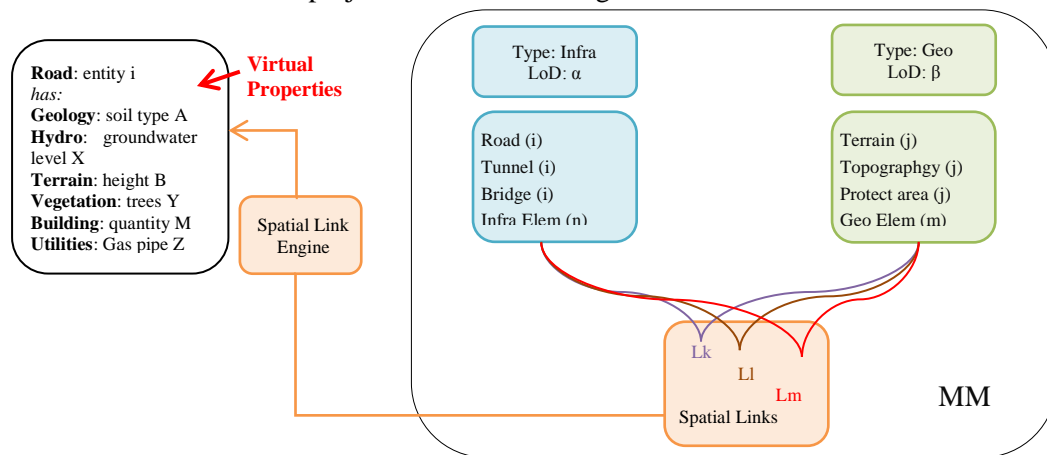 Road: entity i
has:
Geology: soil type A
Hydro: groundwater
level X
Terrain: height B
Vegetation: trees Y
Building: quantity M
Utilities: Gas pipe Z
Virtual
Properties
Spatial Link
Engine
Type: Infra
LoD: α
Road (i)
Tunnel (i)
Bridge (i)
Infra Elem (n)
Type: Geo
LoD: β
Terrain (j)
Topograpahgy (j)
Protect area (j)
Geo Elem (m)
Lk
Ll
Lm
Spatial Links
MM